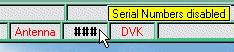 Serial Numbers disabled
Antenna ### DVK